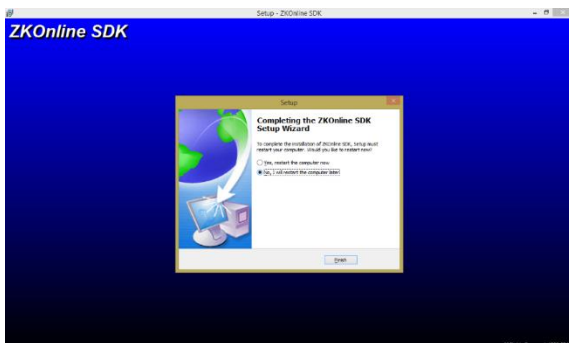 Setup - ZKOnline SDK
ZKOnline SDK
Setup
Completing the ZKOnline SDK
Setup Wizard
To complete the installation of ZKOnline SDK, Setup must
restart your computer. Would you like to restart now?
Yes, restart the computer now
No, I will restart the computer later
Finish